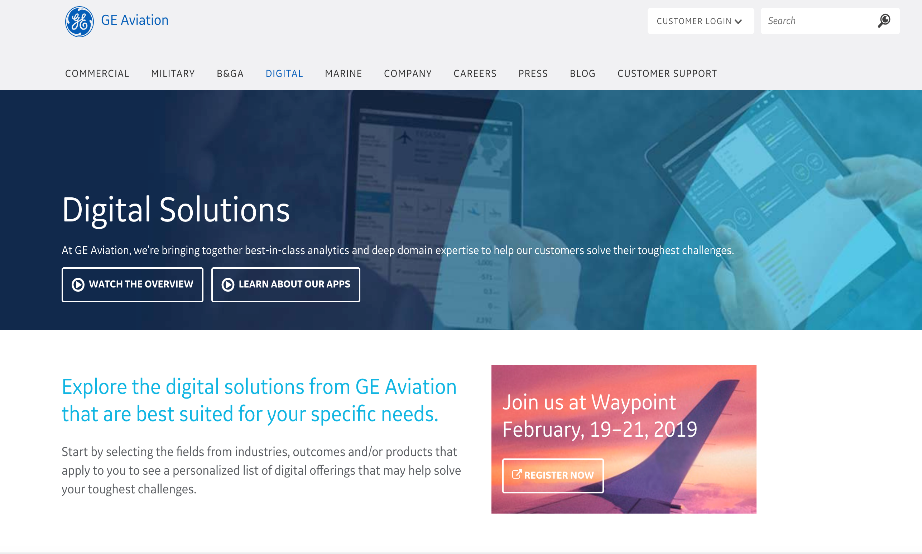 GE Aviation
CUSTOMER LOGIN
Search
COMMERCIAL MILITARY B&GA DIGITAL MARINE COMPANY CAREERS PRESS BLOG CUSTOMER SUPPORT
Digital Solutions
At GE Aviation, we're bringing together best-in-class analytics and deep domain expertise to help our customers solve their toughest challenges.
WATCH THE OVERVIEW
LEARN ABOUT OUR APPS
Explore the digital solutions from GE Aviation
that are best suited for your specific needs.
Start by selecting the fields from industries, outcomes and/or products that
apply to you to see a personalized list of digital offerings that may help solve
your toughest challenges.
Join us at Waypoint
February, 19–21, 2019
REGISTER NOW